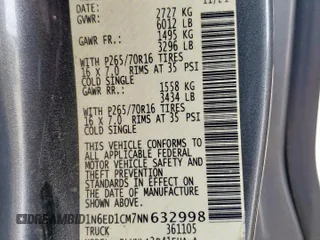 DATE:
GVWR: 2727 KG
6012 LB
GAWR FR.: 1495 KG
3296 LB
WITH P265/70R16 TIRES
16 X 7.0 RIMS AT 35 PSI
COLD SINGLE
GAWR RR.: 1558 KG
3434 LB
WITH P265/70R16 TIRES
16 X 7.0 RIMS AT 35 PSI
COLD SINGLE
THIS VEHICLE CONFORMS TO
ALL APPLICABLE FEDERAL
MOTOR VEHICLE SAFETY
AND THEFT PREVENTION
STANDARDS IN EFFECT ON
THE DATE OF MANUFA
SHOWN ABOVE.
1N6ED1CM7NN632998
TRUCK 361105